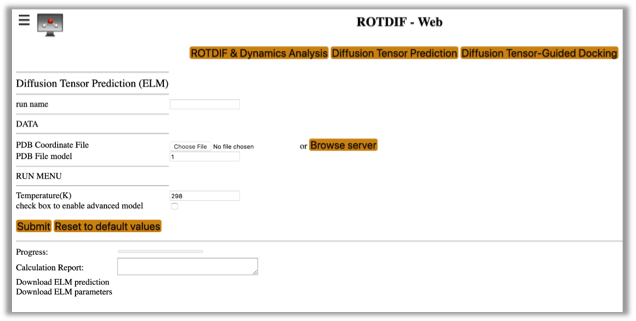 ROTDIF - Web
ROTDIF & Dynamics Analysis Diffusion Tensor Prediction Diffusion Tensor-Guided Docking
Diffusion Tensor Prediction (ELM)
run name
DATA
PDB Coordinate File Choose File No file chosen or Browse server
PDB File model 1
RUN MENU
Temperature(K) 298
check box to enable advanced model
Submit Reset to default values
Progress:
Calculation Report:
Download ELM prediction
Download ELM parameters